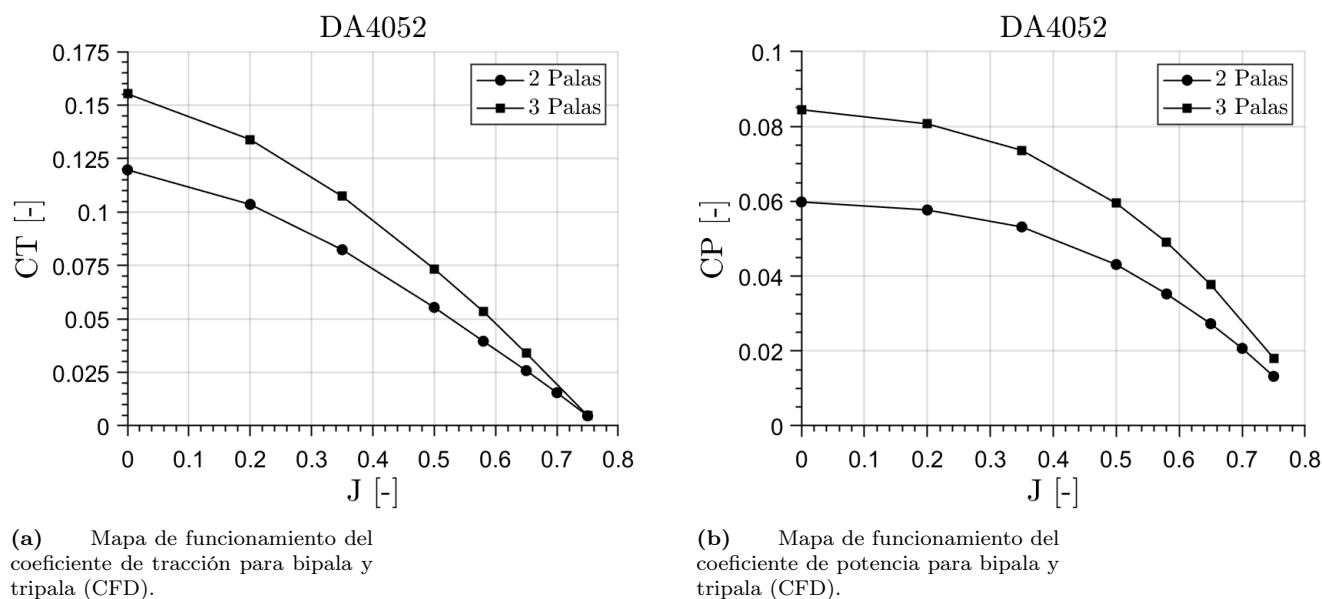 DA4052
0.175
0.15
0.125
0.1
0.075
0.05
0.025
0
CT [-]
2 Palas
3 Palas
0 0.1 0.2 0.3 0.4 0.5 0.6 0.7 0.8
J [-]
(a) Mapa de funcionamiento del
coeficiente de tracción para bipala y
tripala (CFD).
DA4052
0.1
0.08
0.06
0.04
0.02
0
CP [-]
2 Palas
3 Palas
0 0.1 0.2 0.3 0.4 0.5 0.6 0.7 0.8
J [-]
(b) Mapa de funcionamiento del
coeficiente de potencia para bipala y
tripala (CFD).